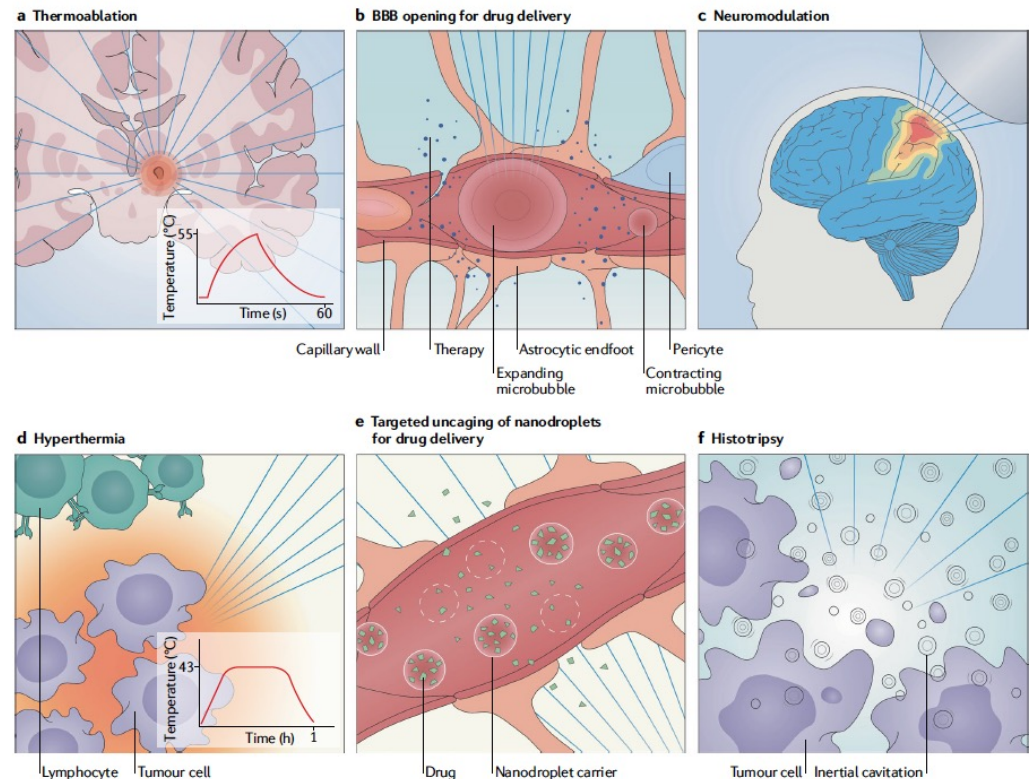 a Thermoablation
b BBB opening for drug delivery
c Neuromodulation
55
Temperature (°C)
Time (s)
60
Capillary wall
Therapy
Astrocytic endfoot
Pericyte
Expanding
microbubble
Contracting
microbubble
d Hyperthermia
e Targeted uncaging of nanodroplets
for drug delivery
f Histotripsy
43
Temperature (°C)
Time (h)
1
Lymphocyte
Tumour cell
Drug
Nanodroplet carrier
Tumour cell
Inertial cavitation